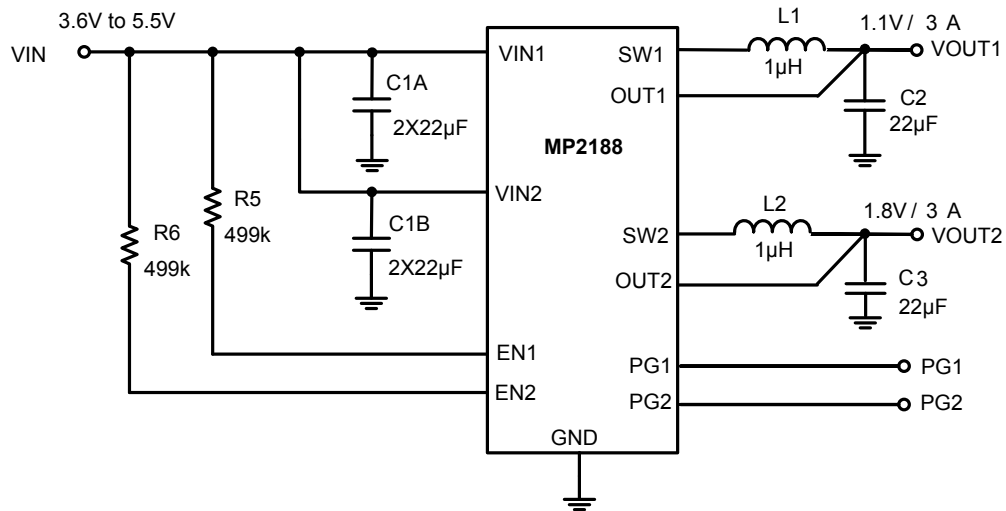 3.6V to 5.5V
VIN
R6
499k
R5
499k
C1A
2X22µF
C1B
2X22µF
VIN1
VIN2
EN1
EN2
MP2188
GND
SW1
OUT1
SW2
OUT2
PG1
PG2
L1
1µH
1.1V / 3 A
VOUT1
C2
22µF
L2
1µH
1.8V / 3 A
VOUT2
C3
22µF
PG1
PG2